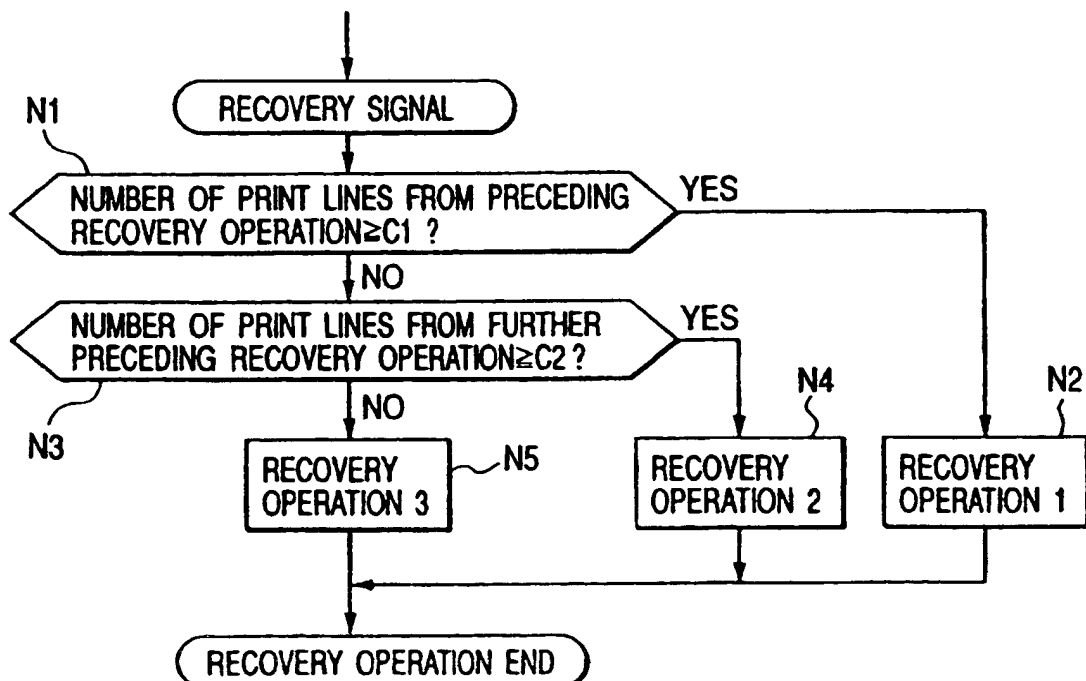 RECOVERY SIGNAL
N1
NUMBER OF PRINT LINES FROM PRECEDING
RECOVERY OPERATION≧C1 ?
YES
NO
NUMBER OF PRINT LINES FROM FURTHER
PRECEDING RECOVERY OPERATION≧C2 ?
YES
N3
NO
N4
N2
N5
RECOVERY
OPERATION 3
RECOVERY
OPERATION 2
RECOVERY
OPERATION 1
RECOVERY OPERATION END